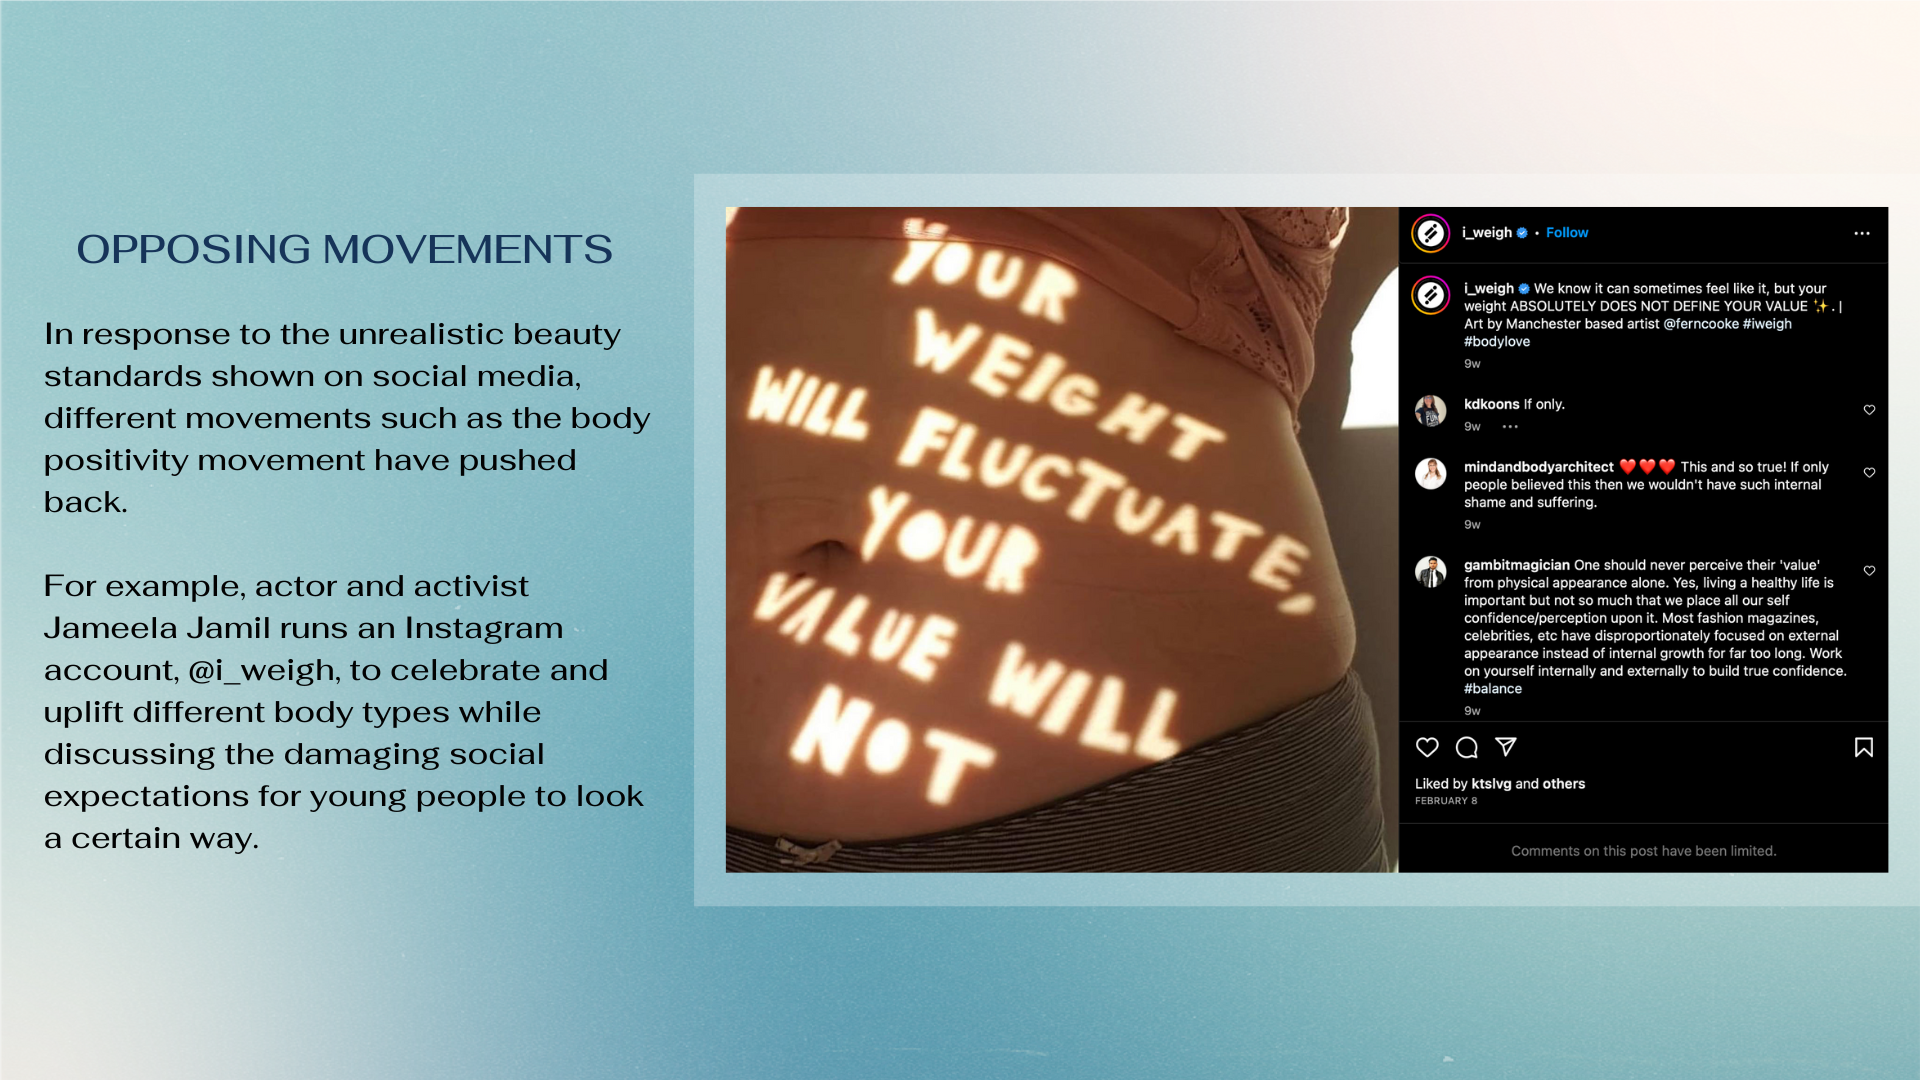 OPPOSING MOVEMENTS
In response to the unrealistic beauty
standards shown on social media,
different movements such as the body
positivity movement have pushed
back.
For example, actor and activist
Jameela Jamil runs an Instagram
account, @i_weigh, to celebrate and
uplift different body types while
discussing the damaging social
expectations for young people to look
a certain way.
YOUR
WEIGHT
WILL FLUCTUATE,
YOUR
VALUE WILL
NOT
i_weigh • Follow
i_weigh We know it can sometimes feel like it, but your
weight ABSOLUTELY DOES NOT DEFINE YOUR VALUE ✨ . |
Art by Manchester based artist @ferncooke #iweigh
#bodylove
9w
kdkoons If only.
9w
mindandbodyarchitect ❤️❤️❤️ This and so true! If only
people believed this then we wouldn't have such internal
shame and suffering.
9w
gambitmagician One should never perceive their 'value'
from physical appearance alone. Yes, living a healthy life is
important but not so much that we place all our self
confidence/perception upon it. Most fashion magazines,
celebrities, etc have disproportionately focused on external
appearance instead of internal growth for far too long. Work
on yourself internally and externally to build true confidence.
#balance
9w
Liked by ktslvg and others
FEBRUARY 8
Comments on this post have been limited.